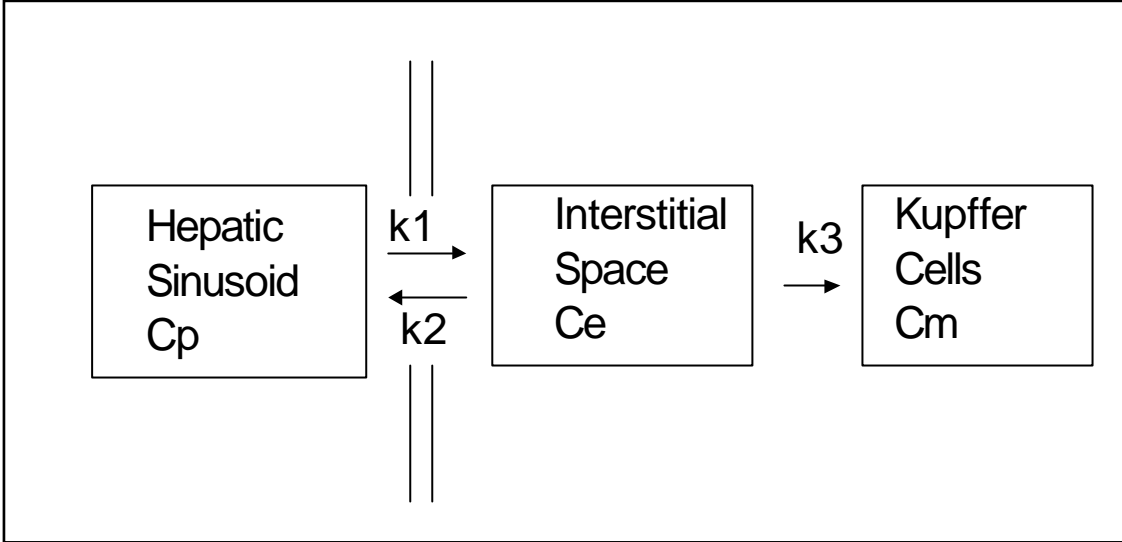 Hepatic
Sinusoid
Cp
k1
k2
Interstitial
Space
Ce
k3
Kupffer
Cells
Cm